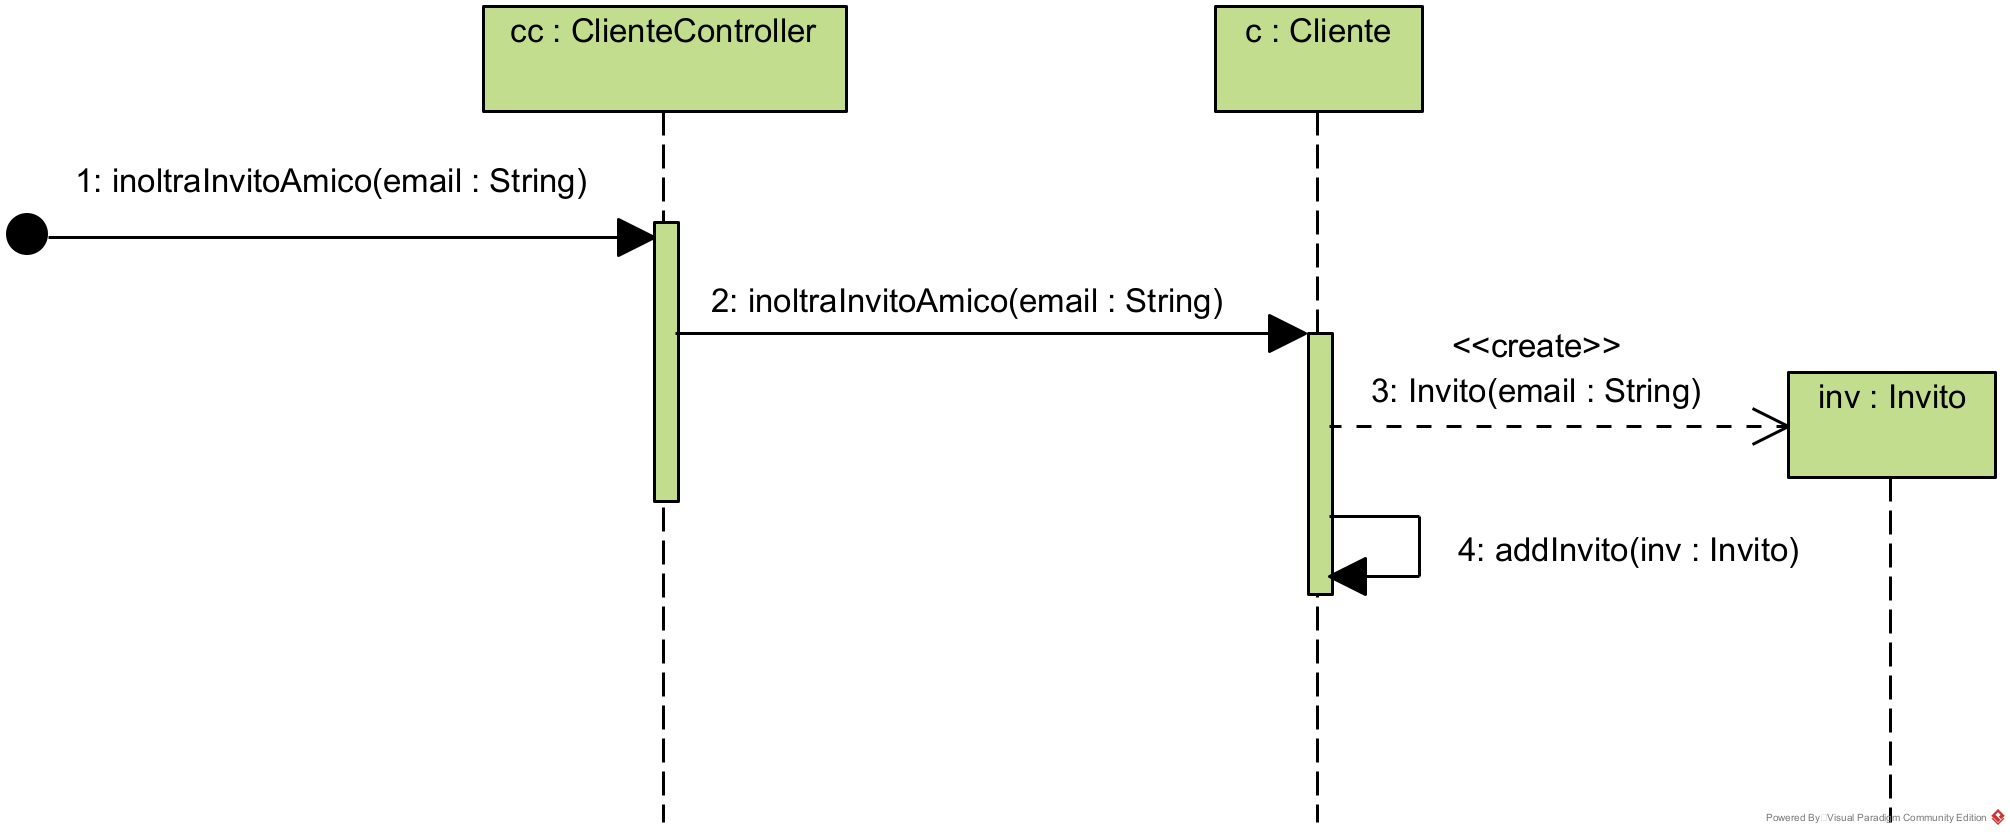 cc : ClienteController
c : Cliente
1: inoltraInvitoAmico(email : String)
2: inoltraInvitoAmico(email : String)
<<create>>
3: Invito(email : String)
inv : Invito
4: addInvito(inv : Invito)
Powered By Visual Paradigm Community Edition